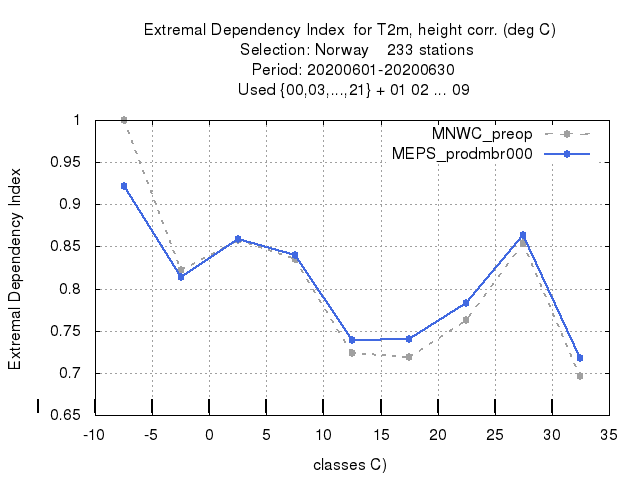 Extremal Dependency Index  for T2m, height corr. (deg C)
Selection: Norway    233 stations
Period: 20200601-20200630
Used {00,03,...,21} + 01 02 ... 09
MNWC_preop
MEPS_prodmbr000
Extremal Dependency Index
1
0.95
0.9
0.85
0.8
0.75
0.7
0.65
-10 -5 0 5 10 15 20 25 30 35
classes C)